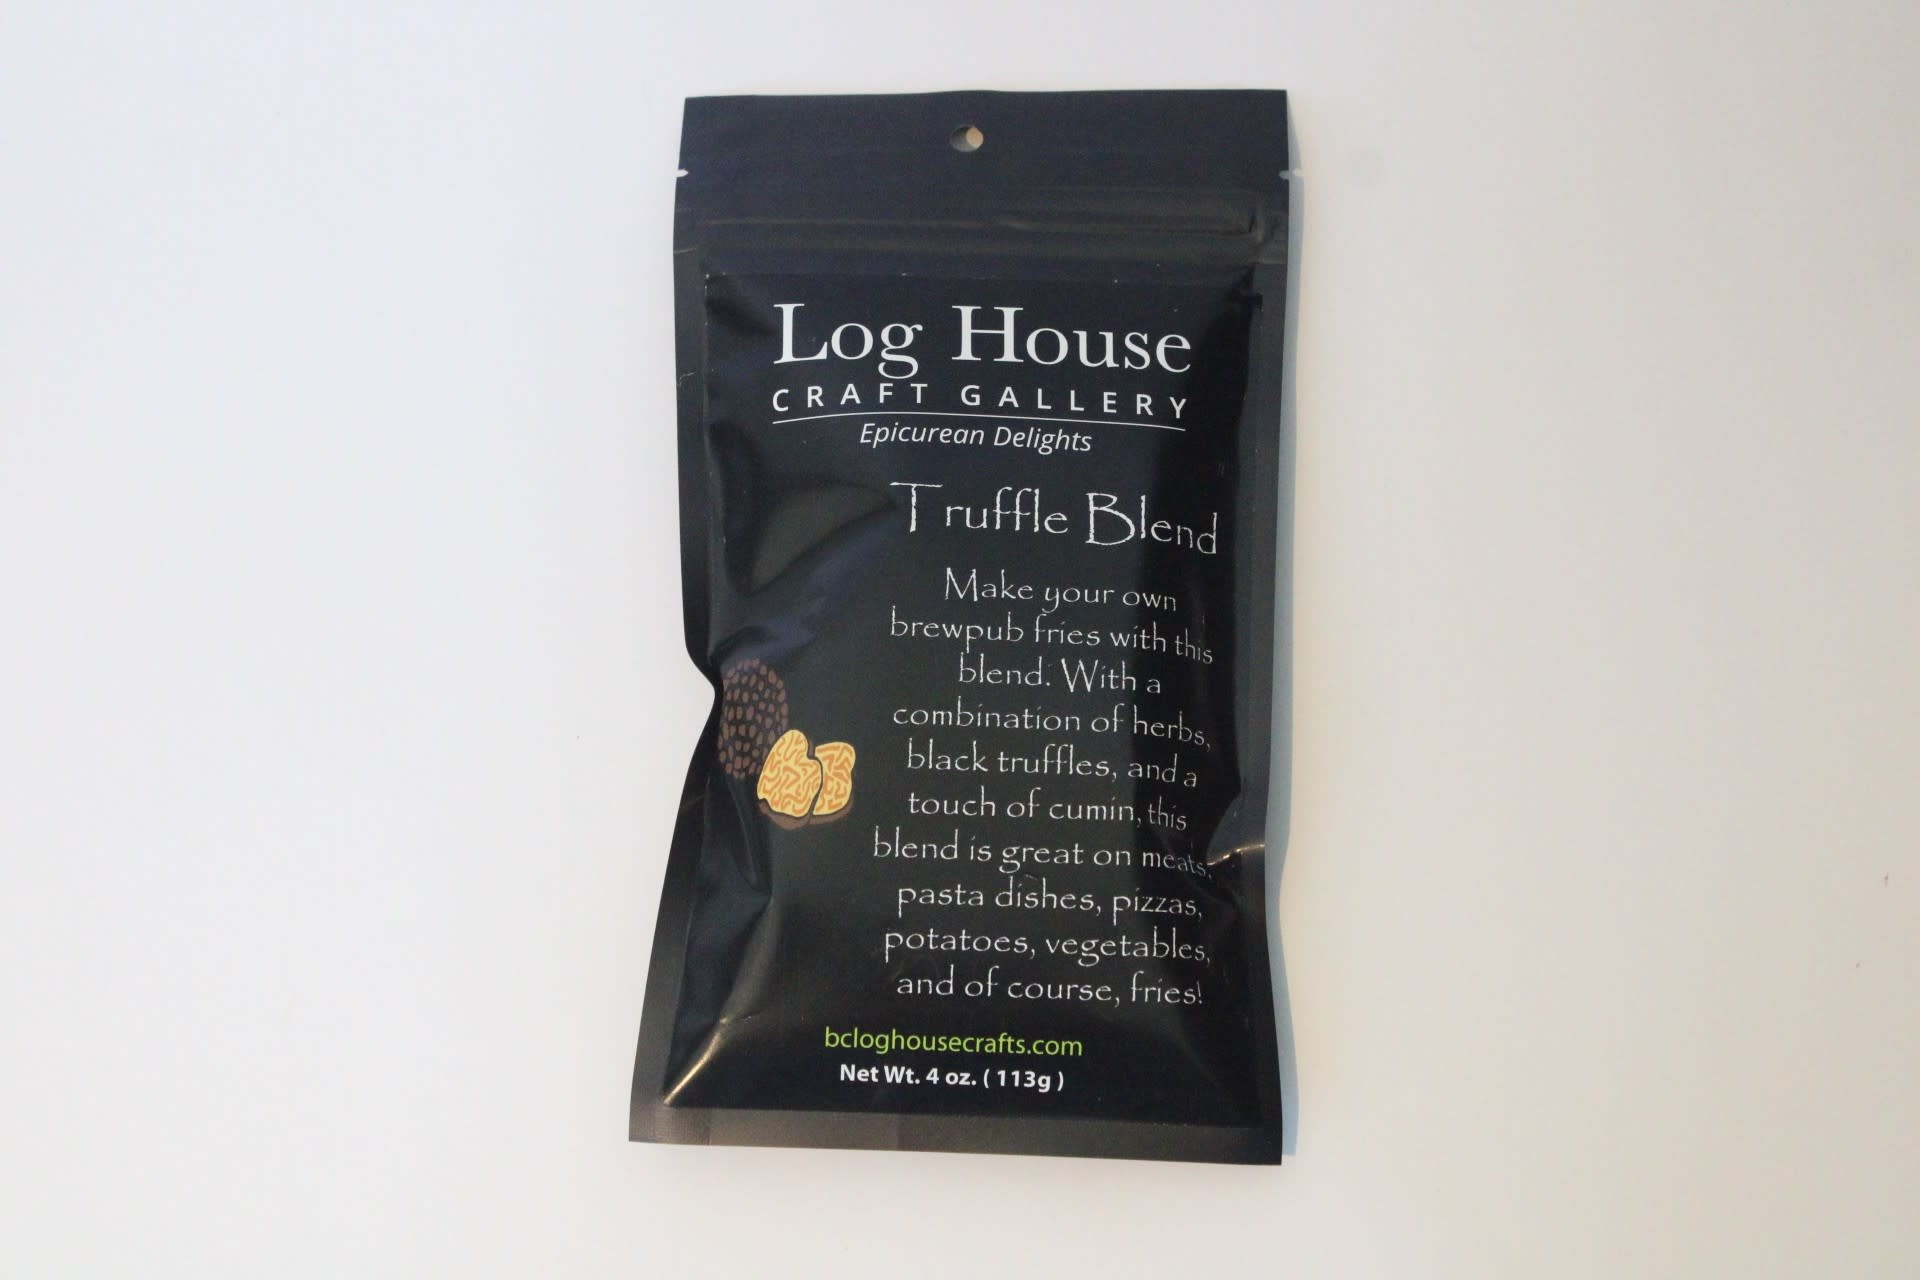 Log House
CRAFT GALLERY
Epicurean Delights
Truffle Blend
Make your own
brewpub fries with this
blend. With a
combination of herbs,
black truffles, and a
touch of cumin, this
blend is great on meats,
pasta dishes, pizzas,
potatoes, vegetables,
and of course, fries!
bcloghousecrafts.com
Net Wt. 4 oz. ( 113g )